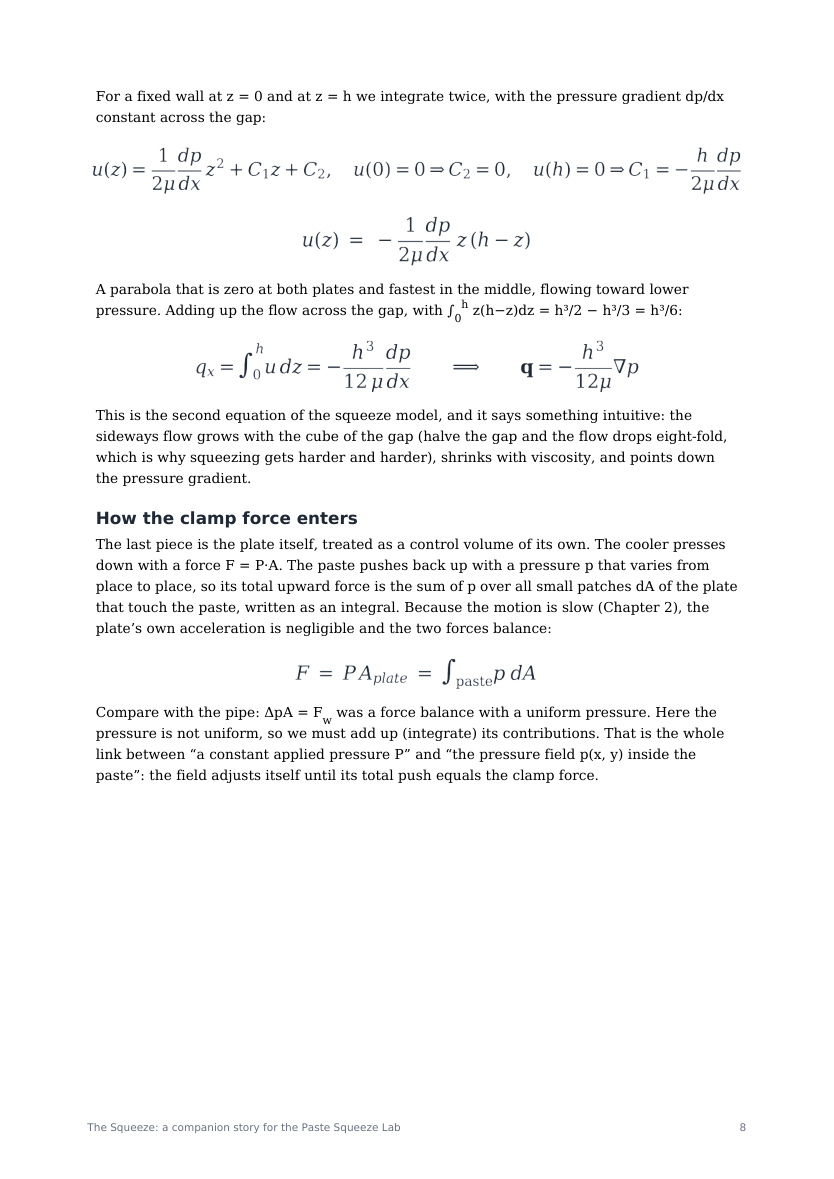 For a fixed wall at z = 0 and at z = h we integrate twice, with the pressure gradient dp/dx
constant across the gap:
u(z) = \frac{1}{2μ}\frac{dp}{dx} z² + C₁z + C₂, u(0) = 0 ⇒ C₂ = 0, u(h) = 0 ⇒ C₁ = −\frac{h}{2μ}\frac{dp}{dx}
u(z) = −\frac{1}{2μ}\frac{dp}{dx} z (h − z)
A parabola that is zero at both plates and fastest in the middle, flowing toward lower
pressure. Adding up the flow across the gap, with ∫₀ʰ z(h−z)dz = h³/2 − h³/3 = h³/6:
qₓ = ∫₀ʰ u dz = −\frac{h³}{12 μ}\frac{dp}{dx} ⟹ q = −\frac{h³}{12μ}∇p
This is the second equation of the squeeze model, and it says something intuitive: the
sideways flow grows with the cube of the gap (halve the gap and the flow drops eight-fold,
which is why squeezing gets harder and harder), shrinks with viscosity, and points down
the pressure gradient.
How the clamp force enters
The last piece is the plate itself, treated as a control volume of its own. The cooler presses
down with a force F = P·A. The paste pushes back up with a pressure p that varies from
place to place, so its total upward force is the sum of p over all small patches dA of the plate
that touch the paste, written as an integral. Because the motion is slow (Chapter 2), the
plate’s own acceleration is negligible and the two forces balance:
F = P A_{plate} = ∫_{paste} p dA
Compare with the pipe: ΔpA = F_w was a force balance with a uniform pressure. Here the
pressure is not uniform, so we must add up (integrate) its contributions. That is the whole
link between “a constant applied pressure P” and “the pressure field p(x, y) inside the
paste”: the field adjusts itself until its total push equals the clamp force.
The Squeeze: a companion story for the Paste Squeeze Lab 8